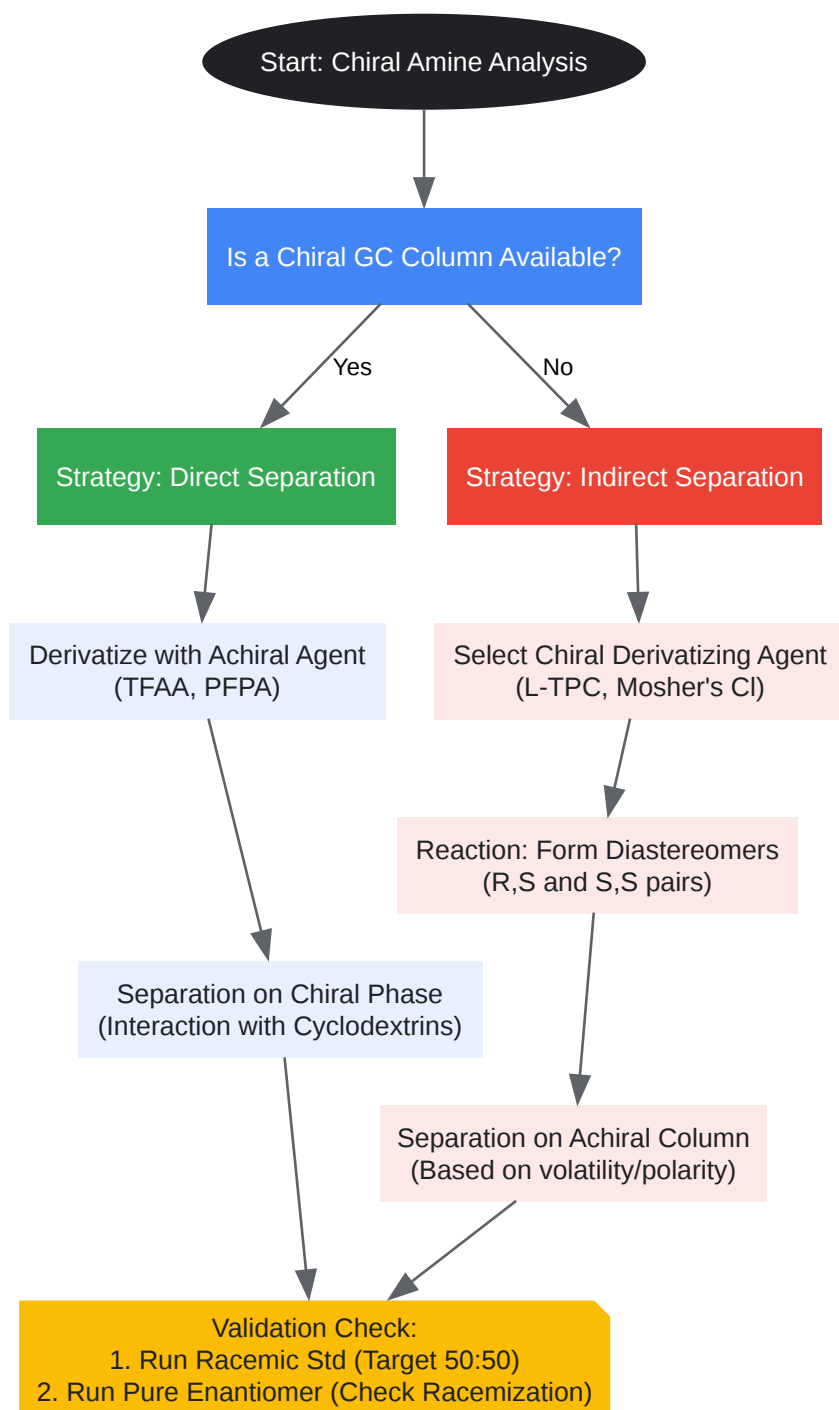 Start: Chiral Amine Analysis
Is a Chiral GC Column Available?
Yes
No
Strategy: Direct Separation
Strategy: Indirect Separation
Derivatize with Achiral Agent
(TFAA, PFPA)
Select Chiral Derivatizing Agent
(L-TPC, Mosher's Cl)
Reaction: Form Diastereomers
(R,S and S,S pairs)
Separation on Chiral Phase
(Interaction with Cyclodextrins)
Separation on Achiral Column
(Based on volatility/polarity)
Validation Check:
1. Run Racemic Std (Target 50:50)
2. Run Pure Enantiomer (Check Racemization)